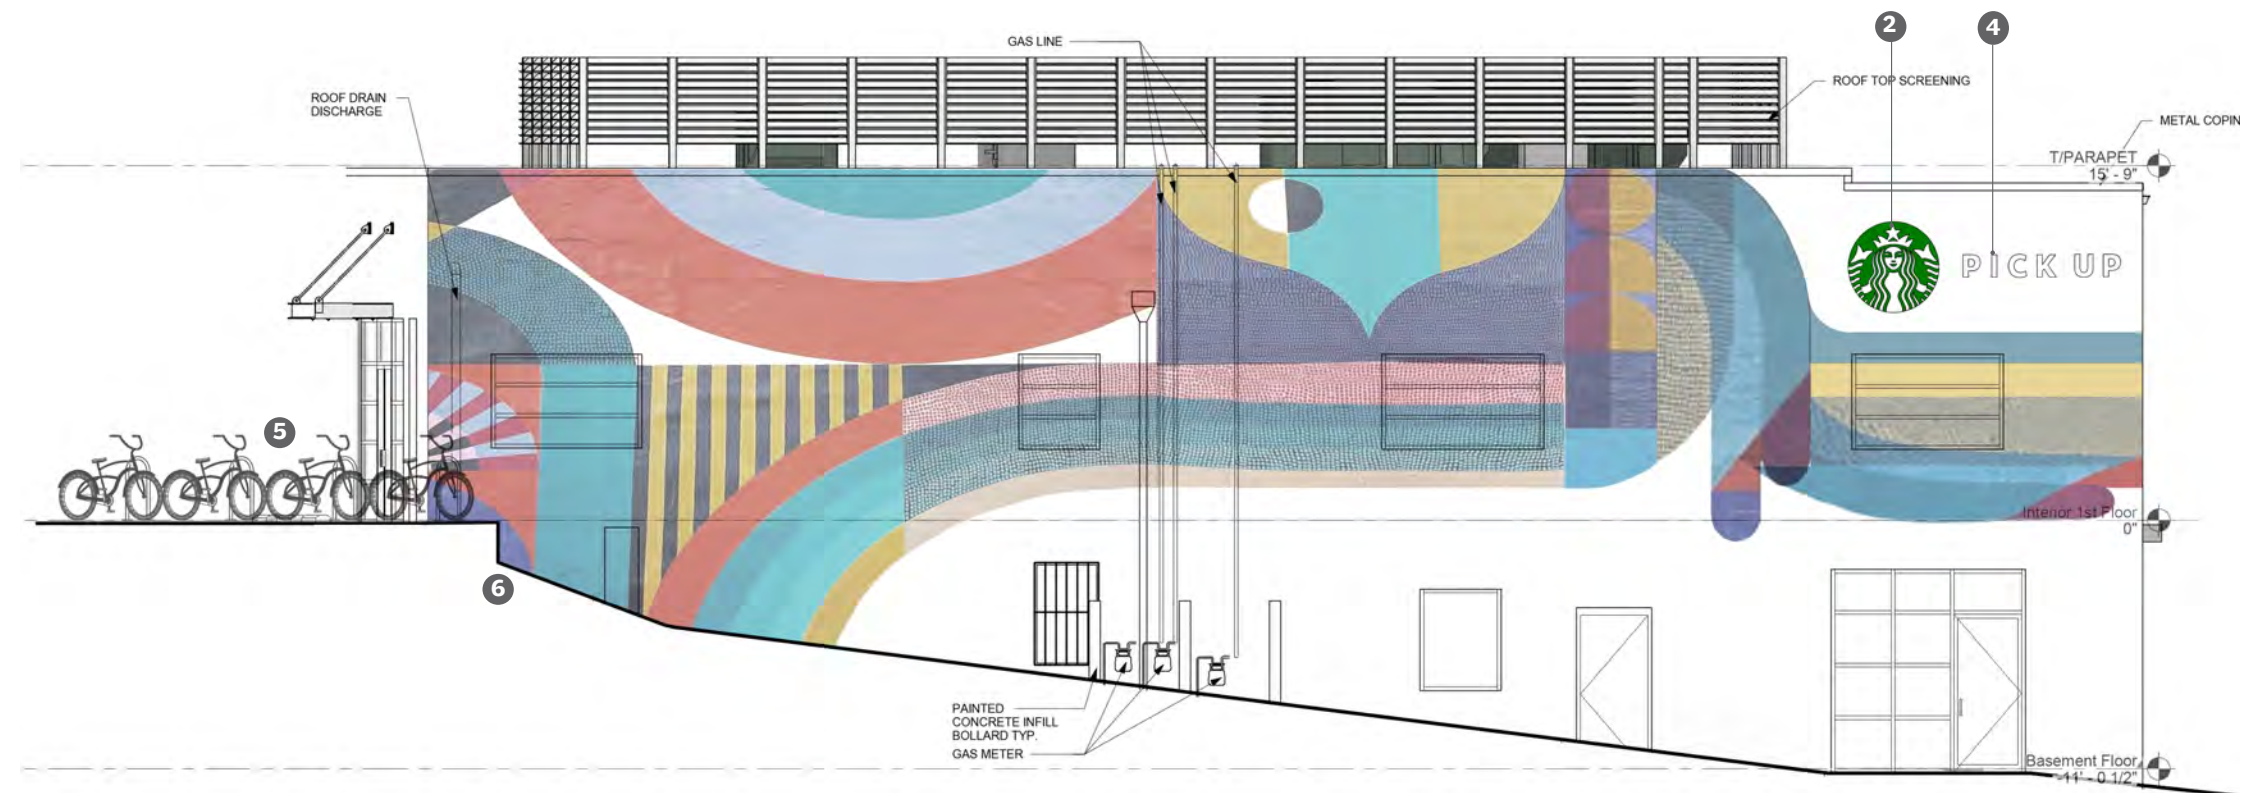 2
4
GAS LINE
ROOF TOP SCREENING
ROOF DRAIN
DISCHARGE
METAL COPIN
T/PARAPET
15' - 9"
PICK UP
5
Interior 1st Floor
0"
6
PAINTED
CONCRETE INFILL
BOLLARD TYP.
GAS METER
Basement Floor
-11' - 0 1/2"